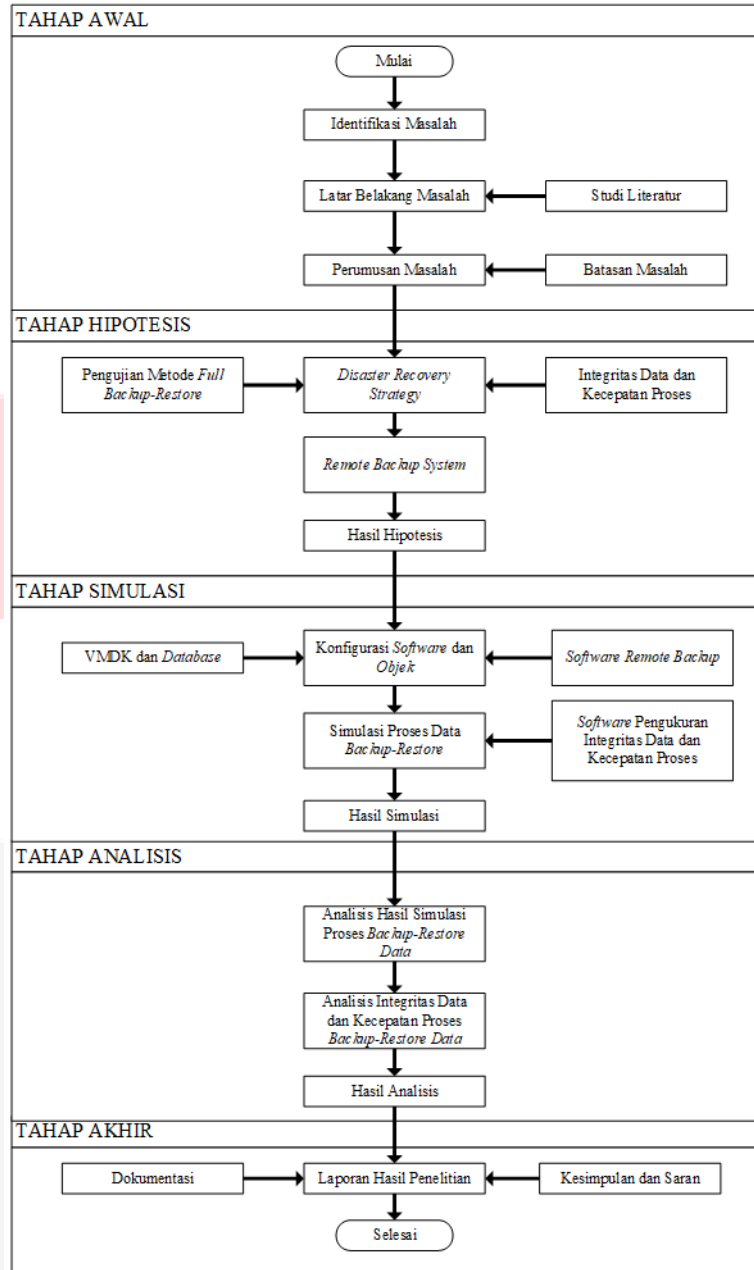 TAHAP AWAL
Mulai
Identifikasi Masalah
Latar Belakang Masalah
Studi Literatur
Perumusan Masalah
Batasan Masalah
TAHAP HIPOTESIS
Pengujian Metode Full
Backup-Restore
Disaster Recovery
Strategy
Integritas Data dan
Kecepatan Proses
Remote Backup System
Hasil Hipotesis
TAHAP SIMULASI
VMDK dan Database
Konfigurasi Software dan
Objek
Software Remote Backup
Simulasi Proses Data
Backup-Restore
Software Pengukuran
Integritas Data dan
Kecepatan Proses
Hasil Simulasi
TAHAP ANALISIS
Analisis Hasil Simulasi
Proses Backup-Restore
Data
Analisis Integritas Data
dan Kecepatan Proses
Backup-Restore Data
Hasil Analisis
TAHAP AKHIR
Dokumentasi
Laporan Hasil Penelitian
Kesimpulan dan Saran
Selesai